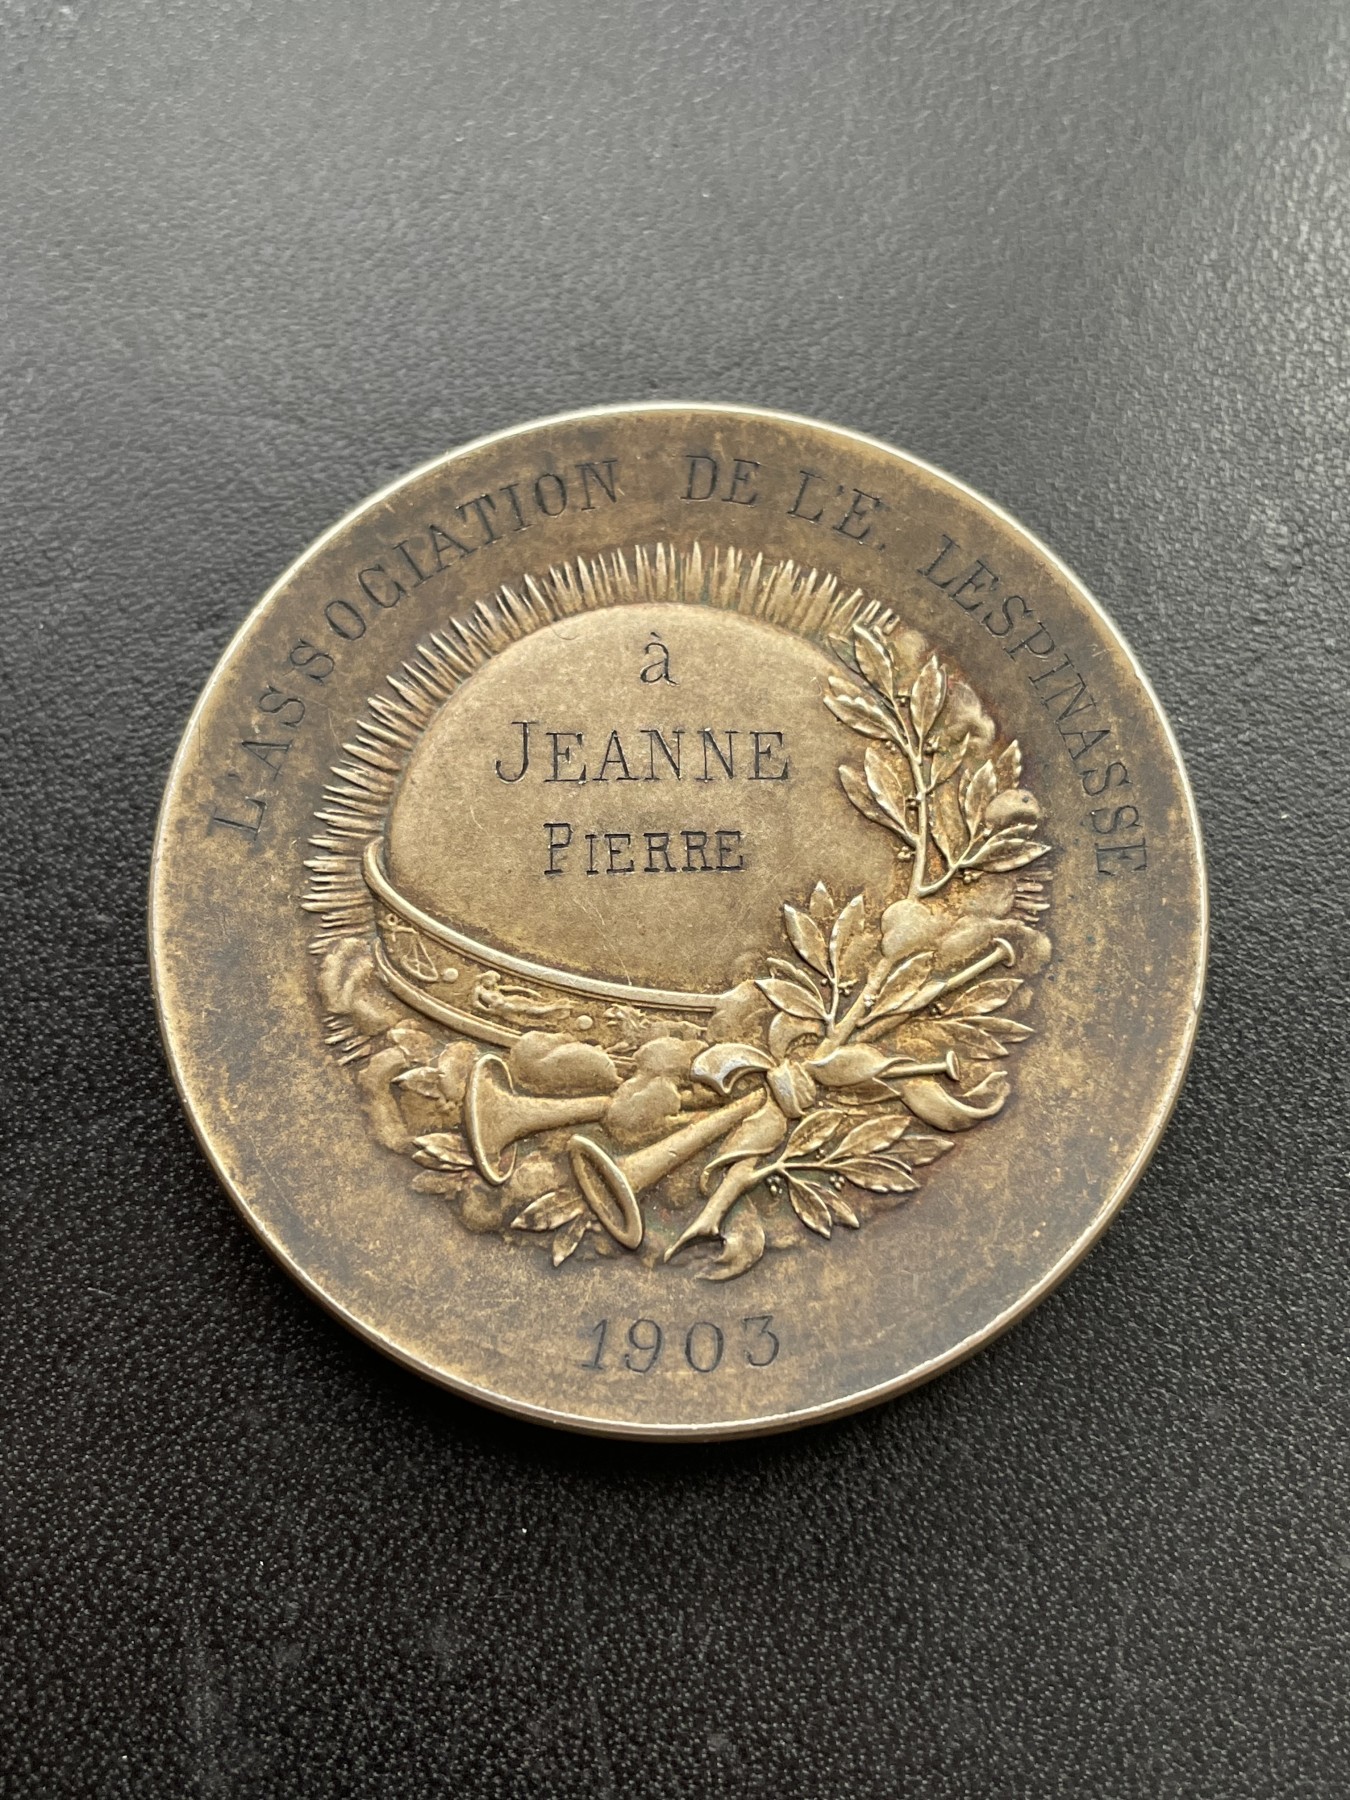 L'ASSOCIATION DE L'E. LESPINASSE
à
JEANNE
PIERRE
1903